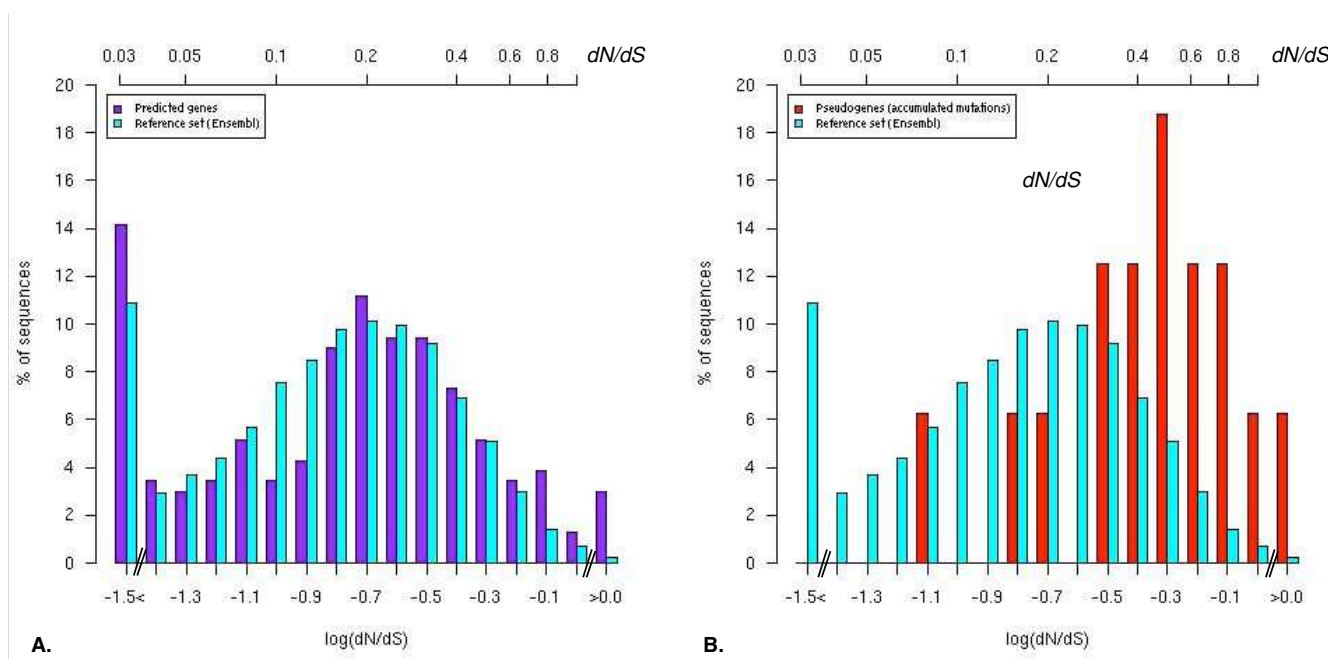 0.03 0.05 0.1 0.2 0.4 0.6 0.8 dN/dS
20
Predicted genes
Reference set (Ensembl)
18
16
14
12
10
8
6
4
2
0
% of sequences
-1.5< -1.3 -1.1 -0.9 -0.7 -0.5 -0.3 -0.1 >0.0
log(dN/dS)
A.
0.03 0.05 0.1 0.2 0.4 0.6 0.8 dN/dS
20
Pseudogenes (accumulated mutations)
Reference set (Ensembl)
18
16
dN/dS
14
12
10
8
6
4
2
0
% of sequences
-1.5< -1.3 -1.1 -0.9 -0.7 -0.5 -0.3 -0.1 >0.0
log(dN/dS)
B.